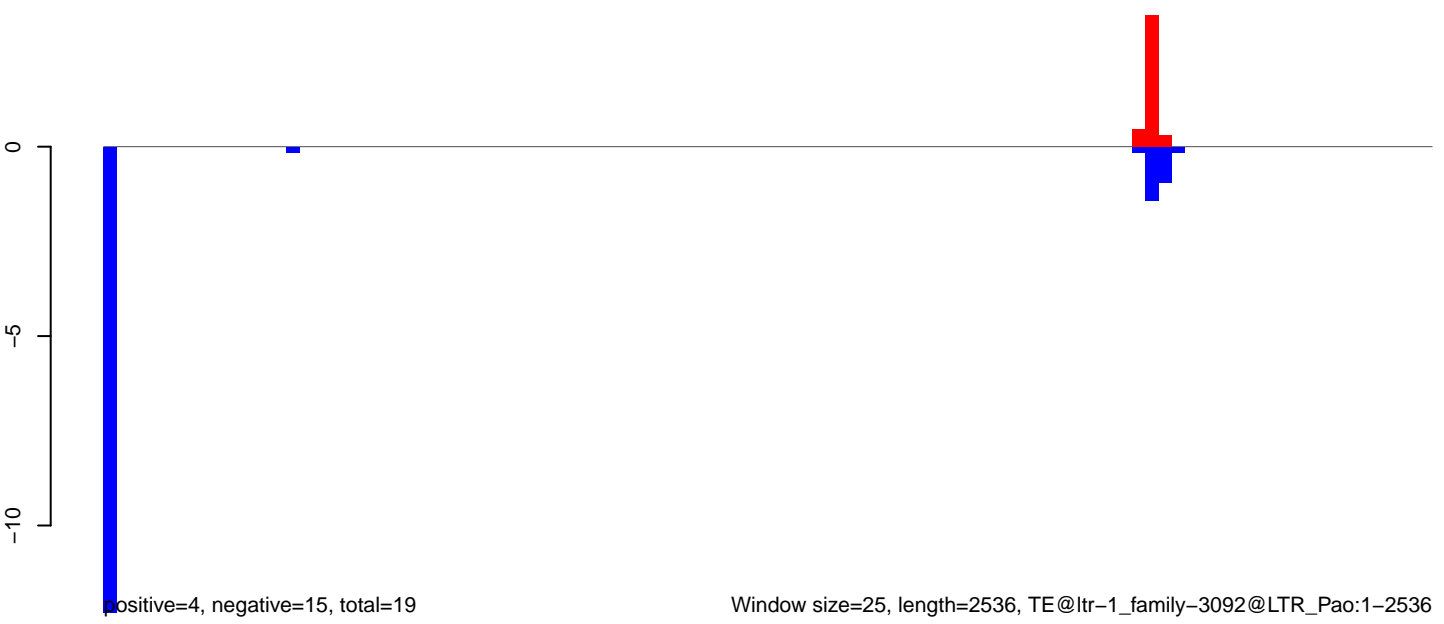 0
−5
−10
positive=4, negative=15, total=19
Window size=25, length=2536, TE@ltr−1_family−3092@LTR_Pao:1−2536